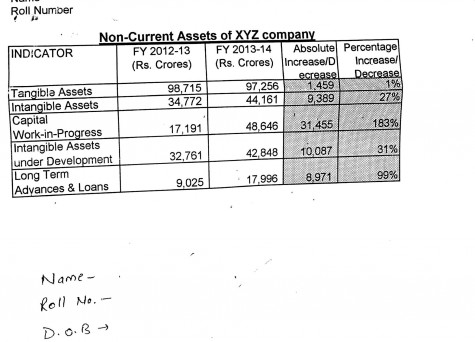 Roll Number
Non-Current Assets of XYZ company
INDICATOR FY 2012-13 (Rs. Crores) FY 2013-14 (Rs. Crores) Absolute Increase/Decrease Percentage Increase/Decrease
Tangible Assets 98,715 97,256 1,459 1%
Intangible Assets 34,772 44,161 9,389 27%
Capital
Work-in-Progress 17,191 48,646 31,455 183%
Intangible Assets
under Development 32,761 42,848 10,087 31%
Long Term
Advances & Loans 9,025 17,996 8,971 99%
Name-
Roll No. -
D.O.B →